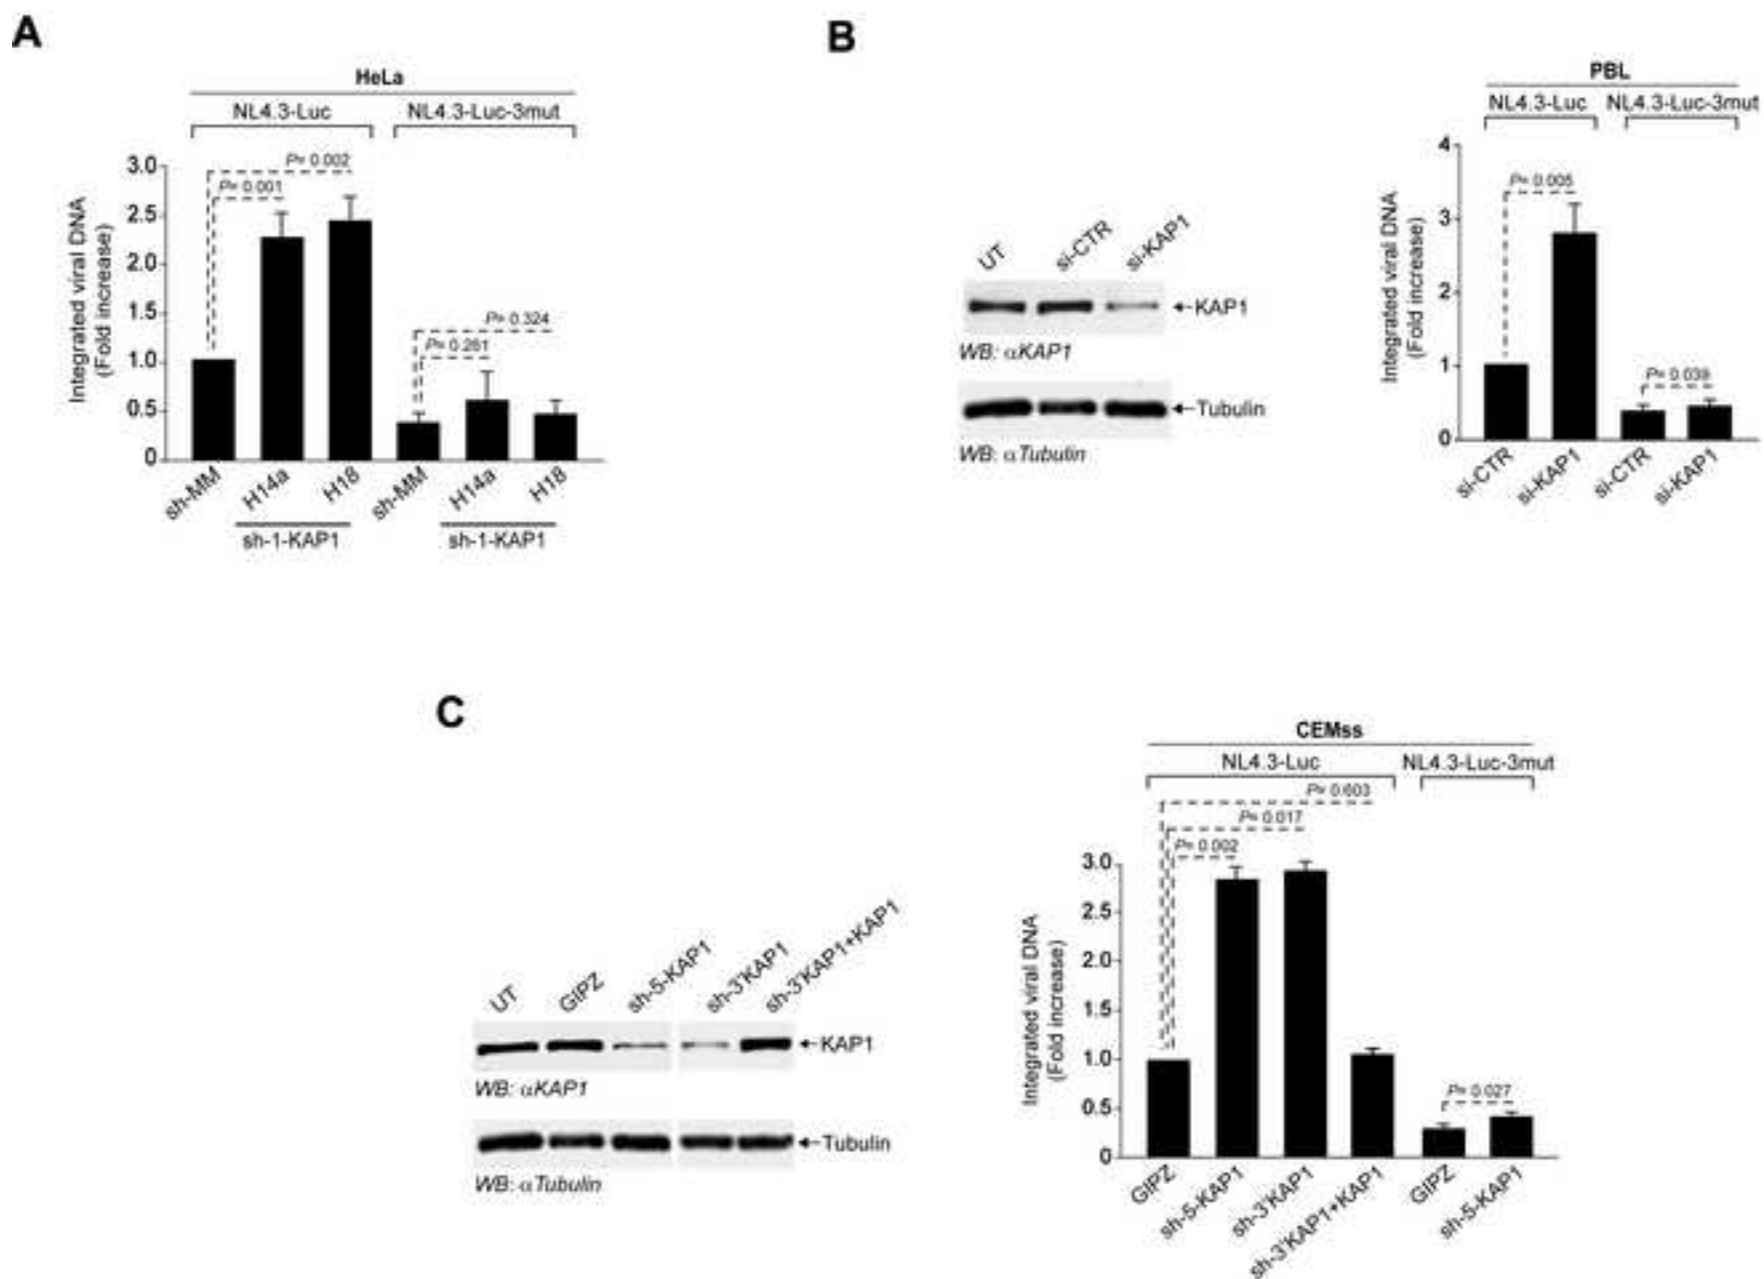 A
HeLa
NL4.3-Luc NL4.3-Luc-3mut
P= 0.002
P= 0.001
P= 0.324
P= 0.261
Integrated viral DNA
(Fold increase)
3.0
2.5
2.0
1.5
1.0
0.5
0
sh-MM H14a H18 sh-MM H14a H18
sh-1-KAP1 sh-1-KAP1
B
UT si-CTR si-KAP1
←KAP1
WB: αKAP1
←Tubulin
WB: αTubulin
PBL
NL4.3-Luc NL4.3-Luc-3mut
P= 0.005
P= 0.039
Integrated viral DNA
(Fold increase)
4
3
2
1
0
si-CTR si-KAP1 si-CTR si-KAP1
C
UT GIPZ sh-5-KAP1 sh-3'KAP1 sh-3'KAP1+KAP1
←KAP1
WB: αKAP1
←Tubulin
WB: αTubulin
CEMss
NL4.3-Luc NL4.3-Luc-3mut
P= 0.603
P= 0.017
P= 0.002
P= 0.027
Integrated viral DNA
(Fold increase)
3.0
2.5
2.0
1.5
1.0
0.5
0
GIPZ sh-5-KAP1 sh-3'KAP1 sh-3'KAP1+KAP1 GIPZ sh-5-KAP1